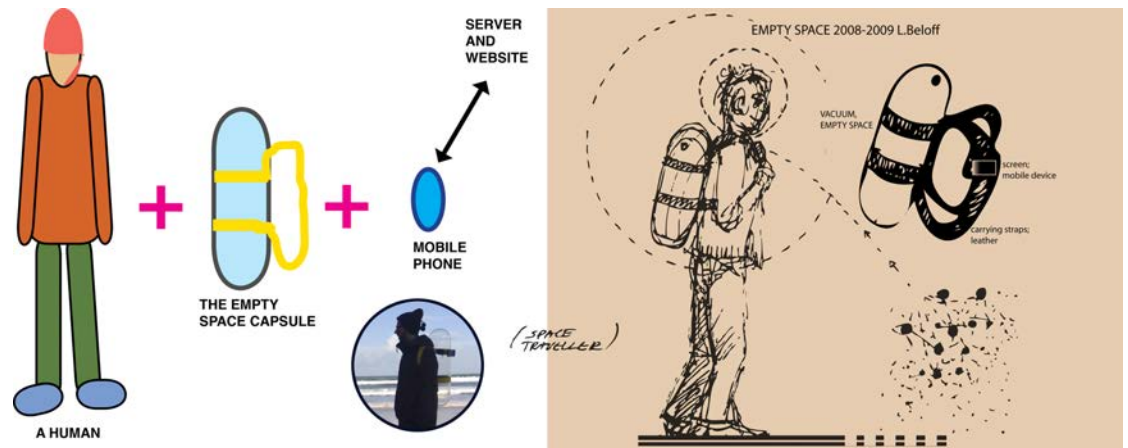 SERVER
AND
WEBSITE
MOBILE
PHONE
THE EMPTY
SPACE CAPSULE
A HUMAN
(SPACE
TRAVELLER)
EMPTY SPACE 2008-2009 L.Beloff
VACUUM,
EMPTY SPACE
screen;
mobile device
carrying straps;
leather